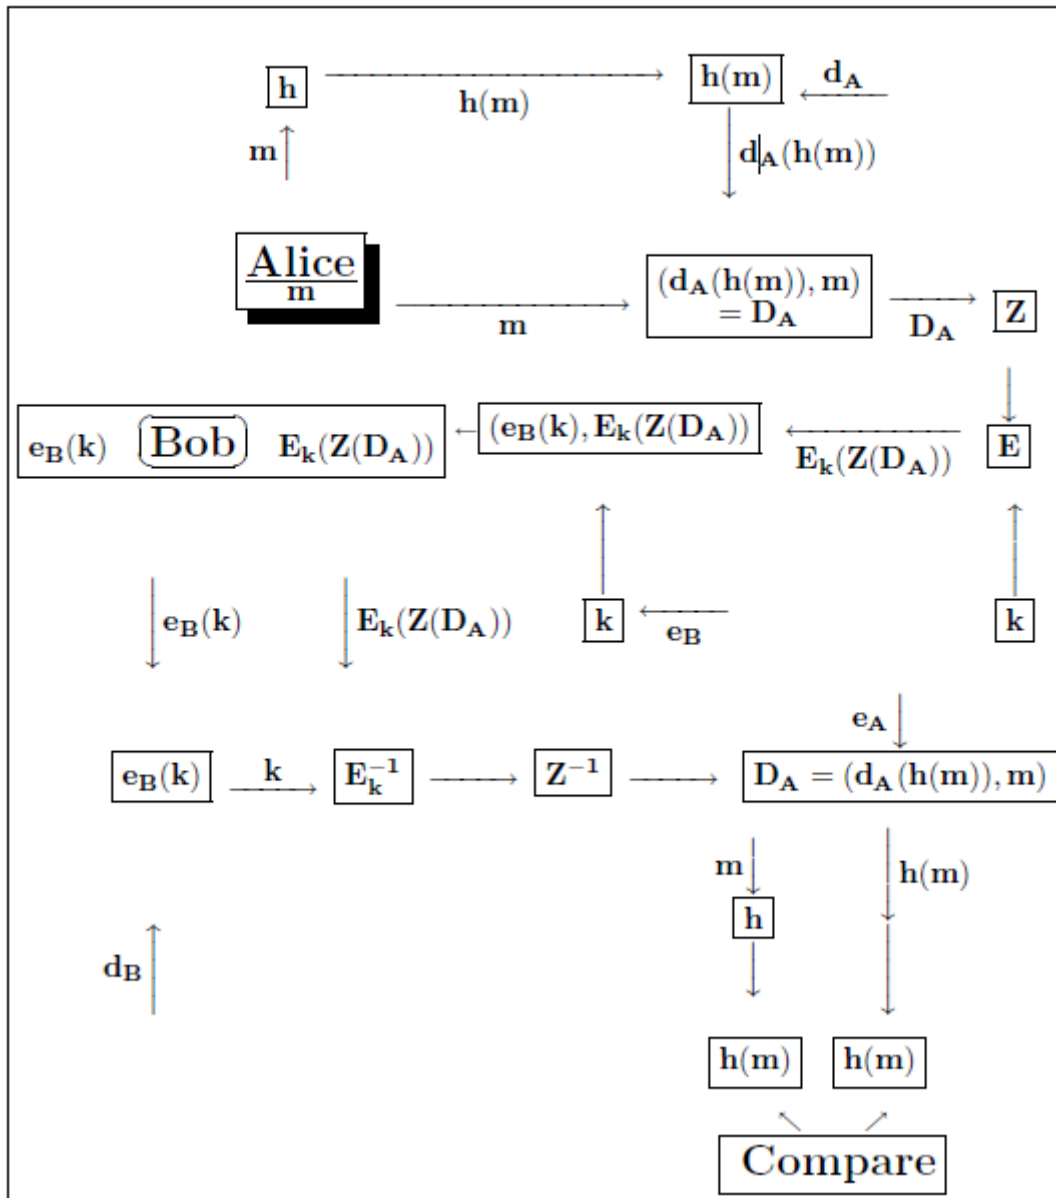 h
h(m)
h(m)
d_A
m
d_A(h(m))
Alice
m
m
(d_A(h(m)), m)
= D_A
D_A
Z
e_B(k)
Bob
E_k(Z(D_A))
(e_B(k), E_k(Z(D_A))
E_k(Z(D_A))
E
e_B(k)
E_k(Z(D_A))
k
e_B
k
e_A
e_B(k)
k
E_k^{-1}
Z^{-1}
D_A = (d_A(h(m)), m)
m
h(m)
h
d_B
h(m)
h(m)
Compare